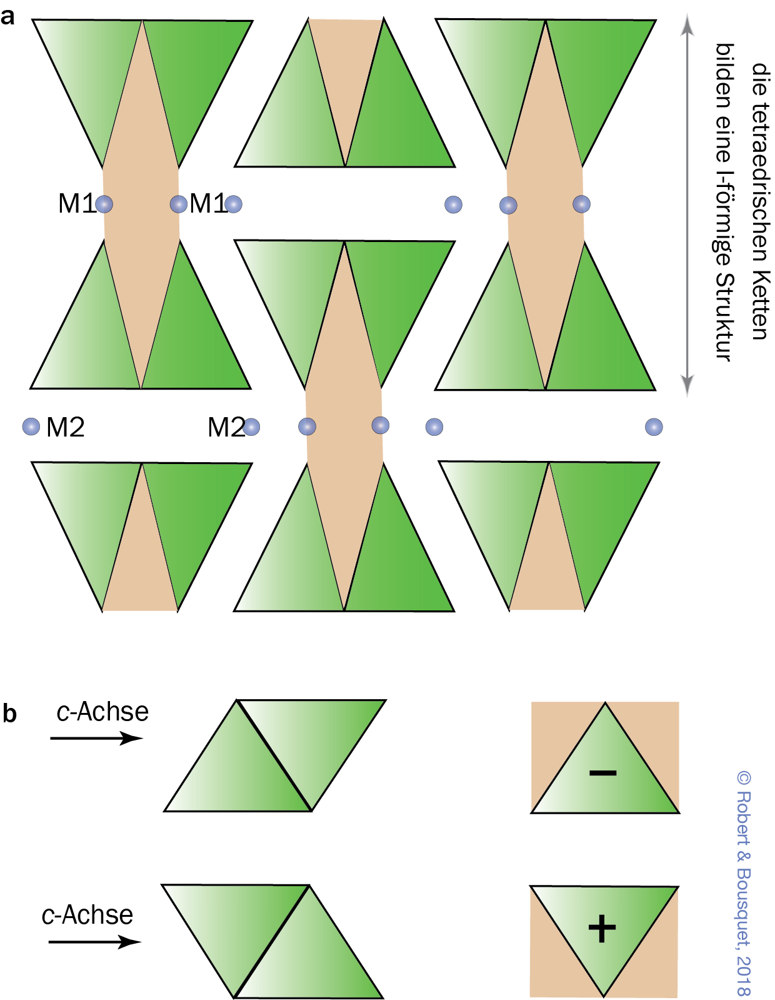 a
die tetraedrischen Ketten
bilden eine I-förmige Struktur
M1 M1
M2 M2
b
c-Achse
−
c-Achse
+
© Robert & Bousquet, 2018